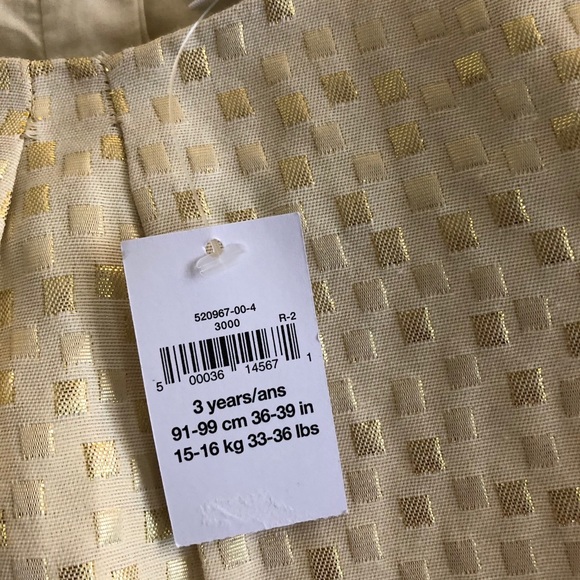 520967-00-4
3000
R-2
5 00036 14567 1
3 years/ans
91-99 cm 36-39 in
15-16 kg 33-36 lbs